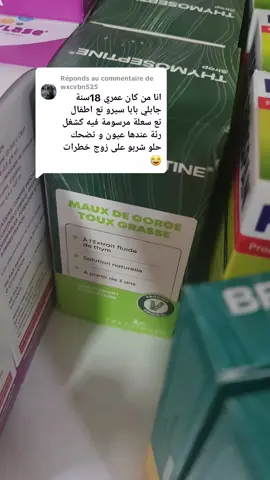 THYMOSEPTINE
Sirop
Réponds au commentaire de
wxcvbn525
انا من كان عمري 18سنة
جابلي بابا سيرو تع اطفال
تع سعلة مرسومة فيه كشغل
رئة عندها عيون و تضحك
حلو شربو على زوج خطرات
😂
THYMOSEPTINE
MAUX DE GORGE
TOUX GRASSE
À l'Extrait fluide
de thym
Solution naturelle
À partir de 3 ans